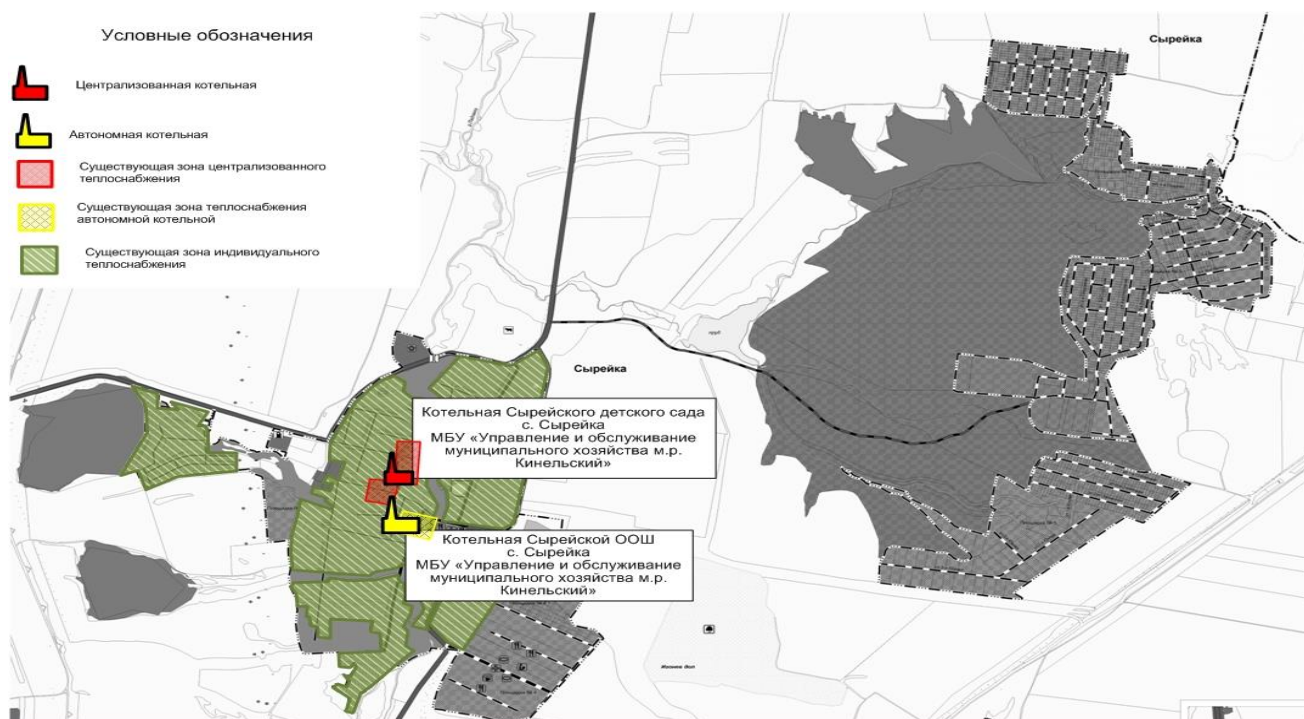 Условные обозначения
Централизованная котельная
Автономная котельная
Существующая зона централизованного
теплоснабжения
Существующая зона теплоснабжения
автономной котельной
Существующая зона индивидуального
теплоснабжения
Сырейка
пруд
Сырейка
Котельная Сырейского детского сада
с. Сырейка
МБУ «Управление и обслуживание
муниципального хозяйства м.р.
Кинельский»
Котельная Сырейской ООШ
с. Сырейка
МБУ «Управление и обслуживание
муниципального хозяйства м.р.
Кинельский»